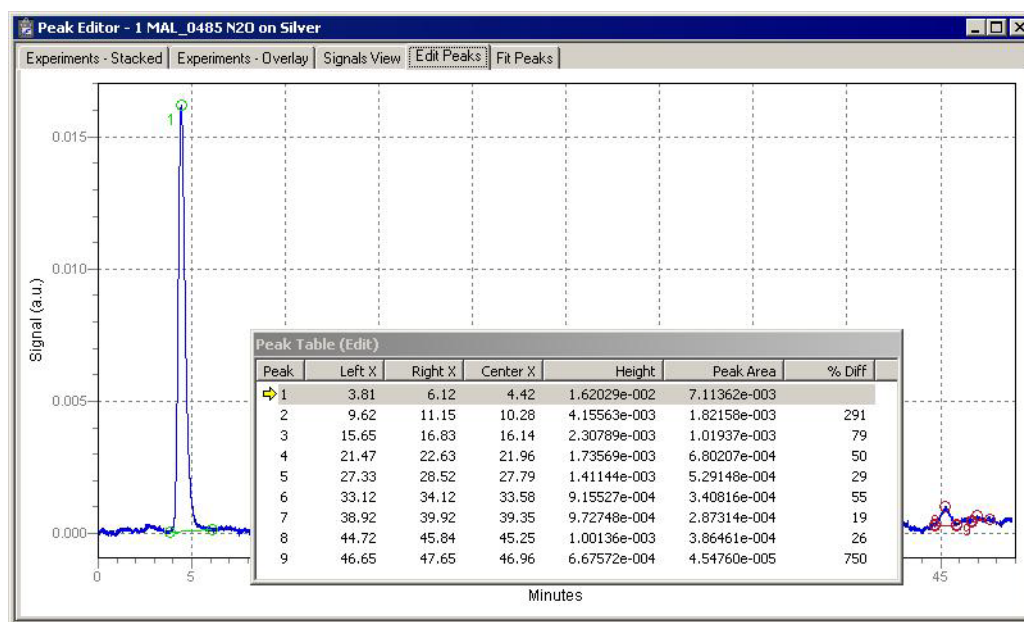 Peak Editor - 1 MAL_0485 N2O on Silver
Experiments - Stacked Experiments - Overlay Signals View Edit Peaks Fit Peaks
Signal (a.u.)
0.015
0.010
0.005
0.000
1
Peak Table (Edit)
Peak Left X Right X Center X Height Peak Area % Diff
1 3.81 6.12 4.42 1.62029e-002 7.11362e-003
2 9.62 11.15 10.28 4.15563e-003 1.82158e-003 291
3 15.65 16.83 16.14 2.30789e-003 1.01937e-003 79
4 21.47 22.63 21.96 1.73569e-003 6.80207e-004 50
5 27.33 28.52 27.79 1.41144e-003 5.29148e-004 29
6 33.12 34.12 33.58 9.15527e-004 3.40816e-004 55
7 38.92 39.92 39.35 9.72748e-004 2.87314e-004 19
8 44.72 45.84 45.25 1.00136e-003 3.86461e-004 26
9 46.65 47.65 46.96 6.67572e-004 4.54760e-005 750
0 5 45
Minutes